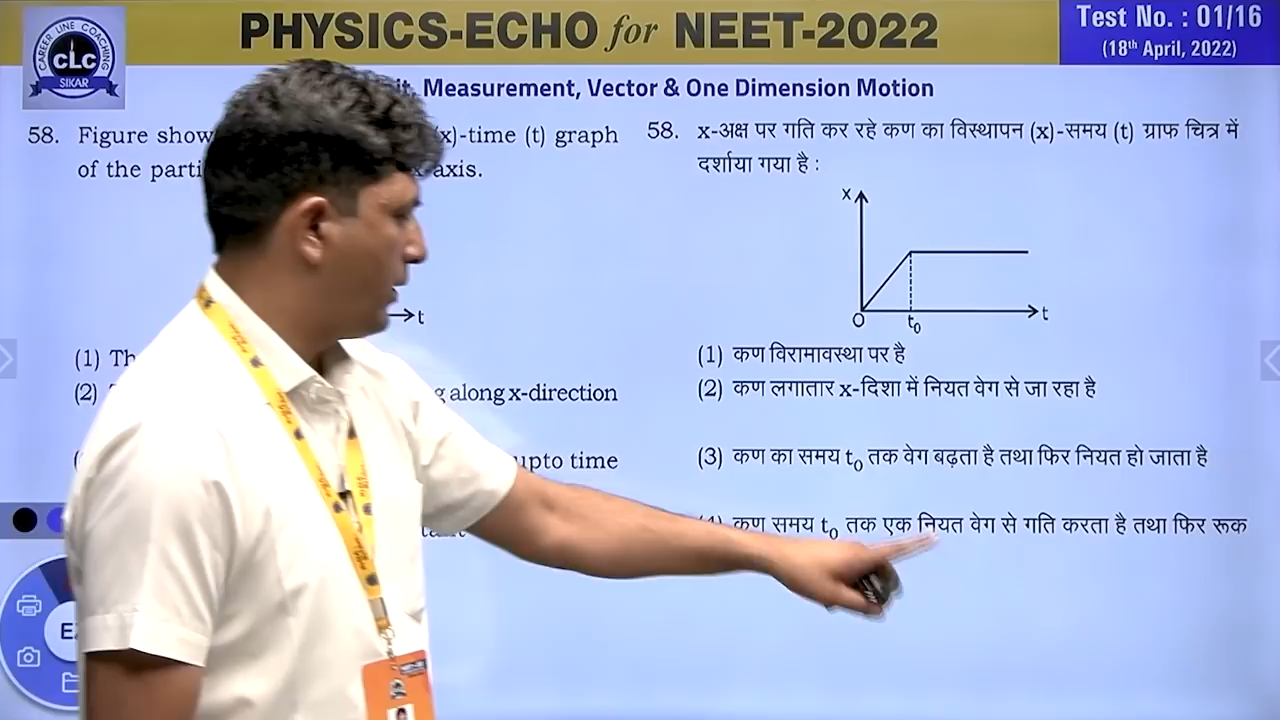 PHYSICS-ECHO for NEET-2022
Test No. : 01/16
(18th April, 2022)
CAREER LINE COACHING
CLC
SIKAR
Measurement, Vector & One Dimension Motion
58. Figure (x)-time (t) graph
of the axis.
t
(1)
(2) along x-direction
upto time
58. x-अक्ष पर गति कर रहे कण का विस्थापन (x)-समय (t) ग्राफ चित्र में
दर्शाया गया है :
x
O
t0
t
(1) कण विरामावस्था पर है
(2) कण लगातार x-दिशा में नियत वेग से जा रहा है
(3) कण का समय t0 तक वेग बढ़ता है तथा फिर नियत हो जाता है
(4) कण समय t0 तक एक नियत वेग से गति करता है तथा फिर रूक